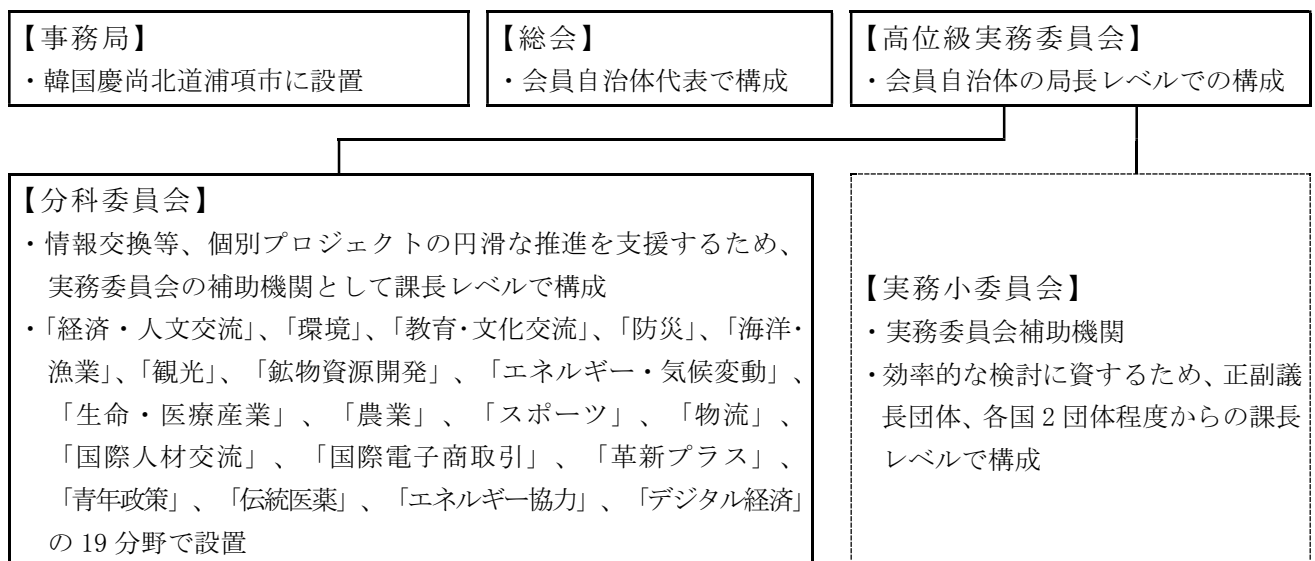 【事務局】
・韓国慶尚北道浦項市に設置
【総会】
・会員自治体代表で構成
【高位級実務委員会】
・会員自治体の局長レベルでの構成
【分科委員会】
・情報交換等、個別プロジェクトの円滑な推進を支援するため、
実務委員会の補助機関として課長レベルで構成
・「経済・人文交流」、「環境」、「教育・文化交流」、「防災」、「海洋・
漁業」、「観光」、「鉱物資源開発」、「エネルギー・気候変動」、
「生命・医療産業」、「農業」、「スポーツ」、「物流」、
「国際人材交流」、「国際電子商取引」、「革新プラス」、
「青年政策」、「伝統医薬」、「エネルギー協力」、「デジタル経済」
の 19 分野で設置
【実務小委員会】
・実務委員会補助機関
・効率的な検討に資するため、正副議
長団体、各国 2 団体程度からの課長
レベルで構成